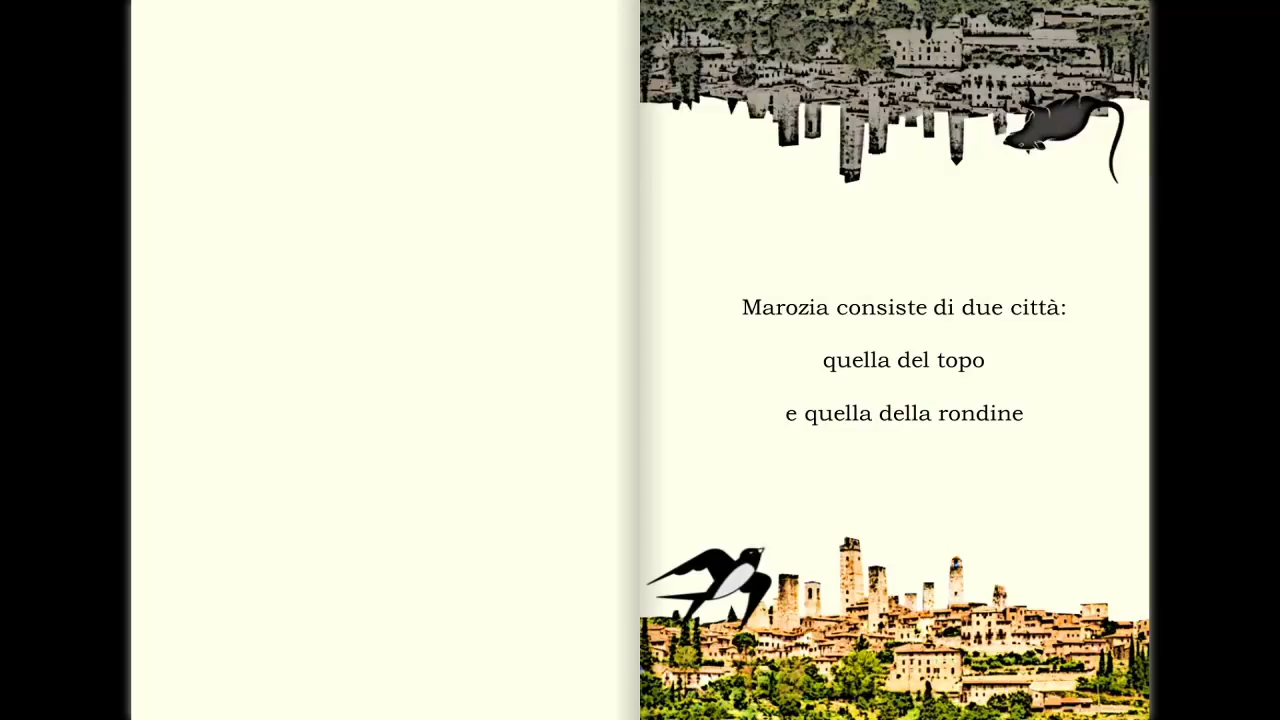 Marozia consiste di due città:
quella del topo
e quella della rondine